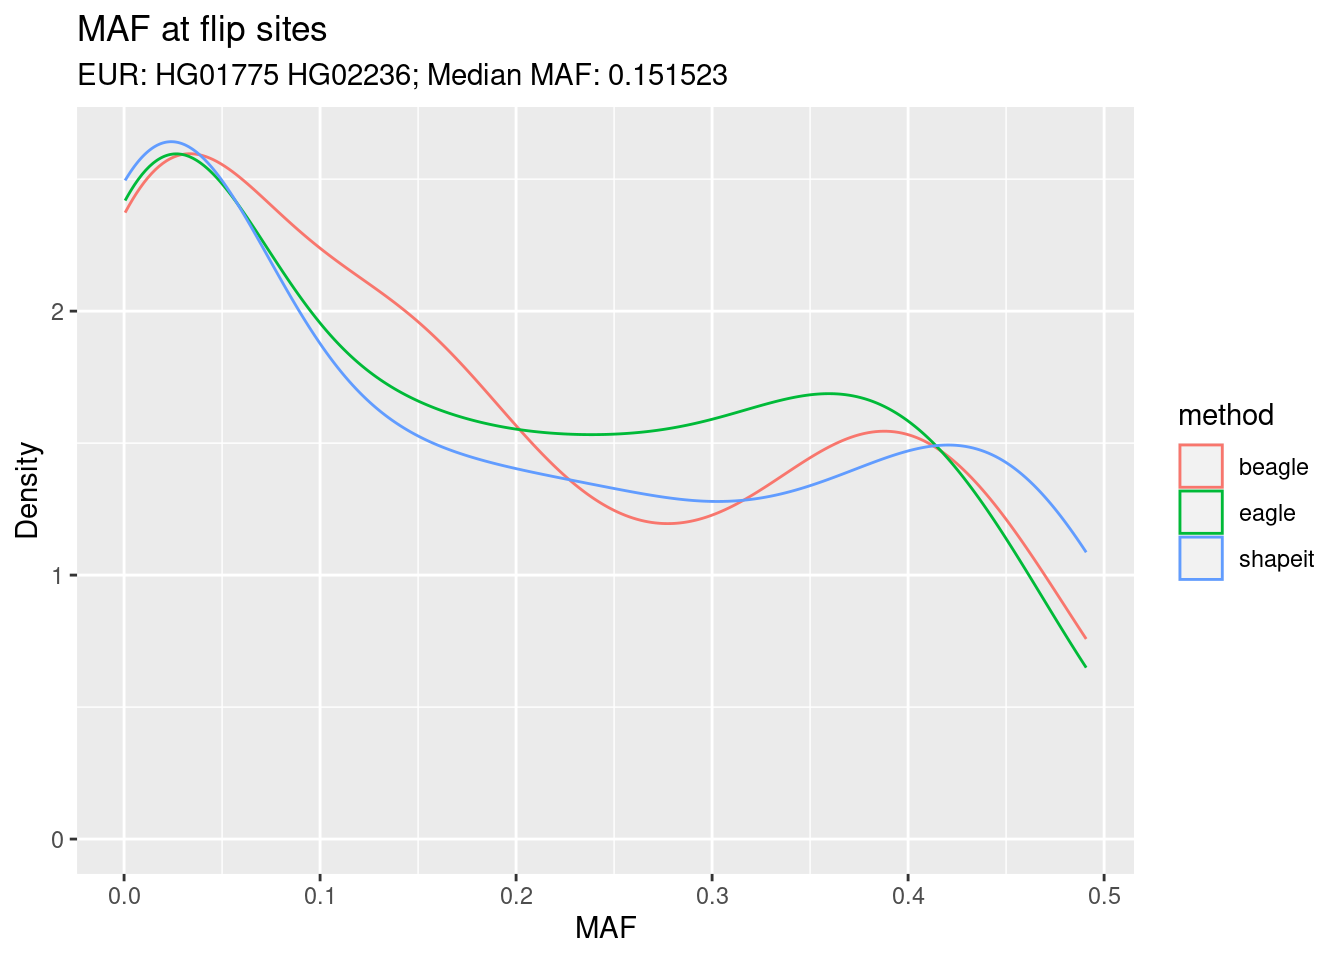 MAF at flip sites
EUR: HG01775 HG02236; Median MAF: 0.151523
Density
2
1
0
0.0 0.1 0.2 0.3 0.4 0.5
MAF
method
beagle
eagle
shapeit